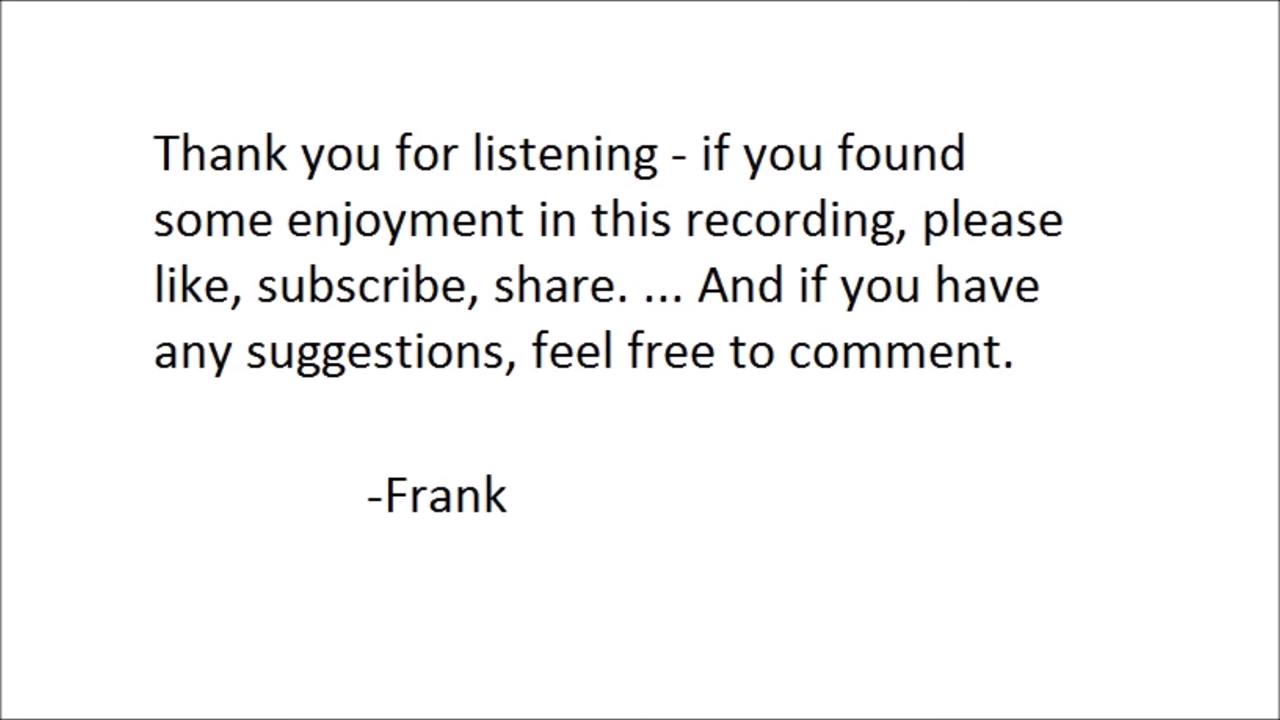 Thank you for listening - if you found
some enjoyment in this recording, please
like, subscribe, share. ... And if you have
any suggestions, feel free to comment.
-Frank